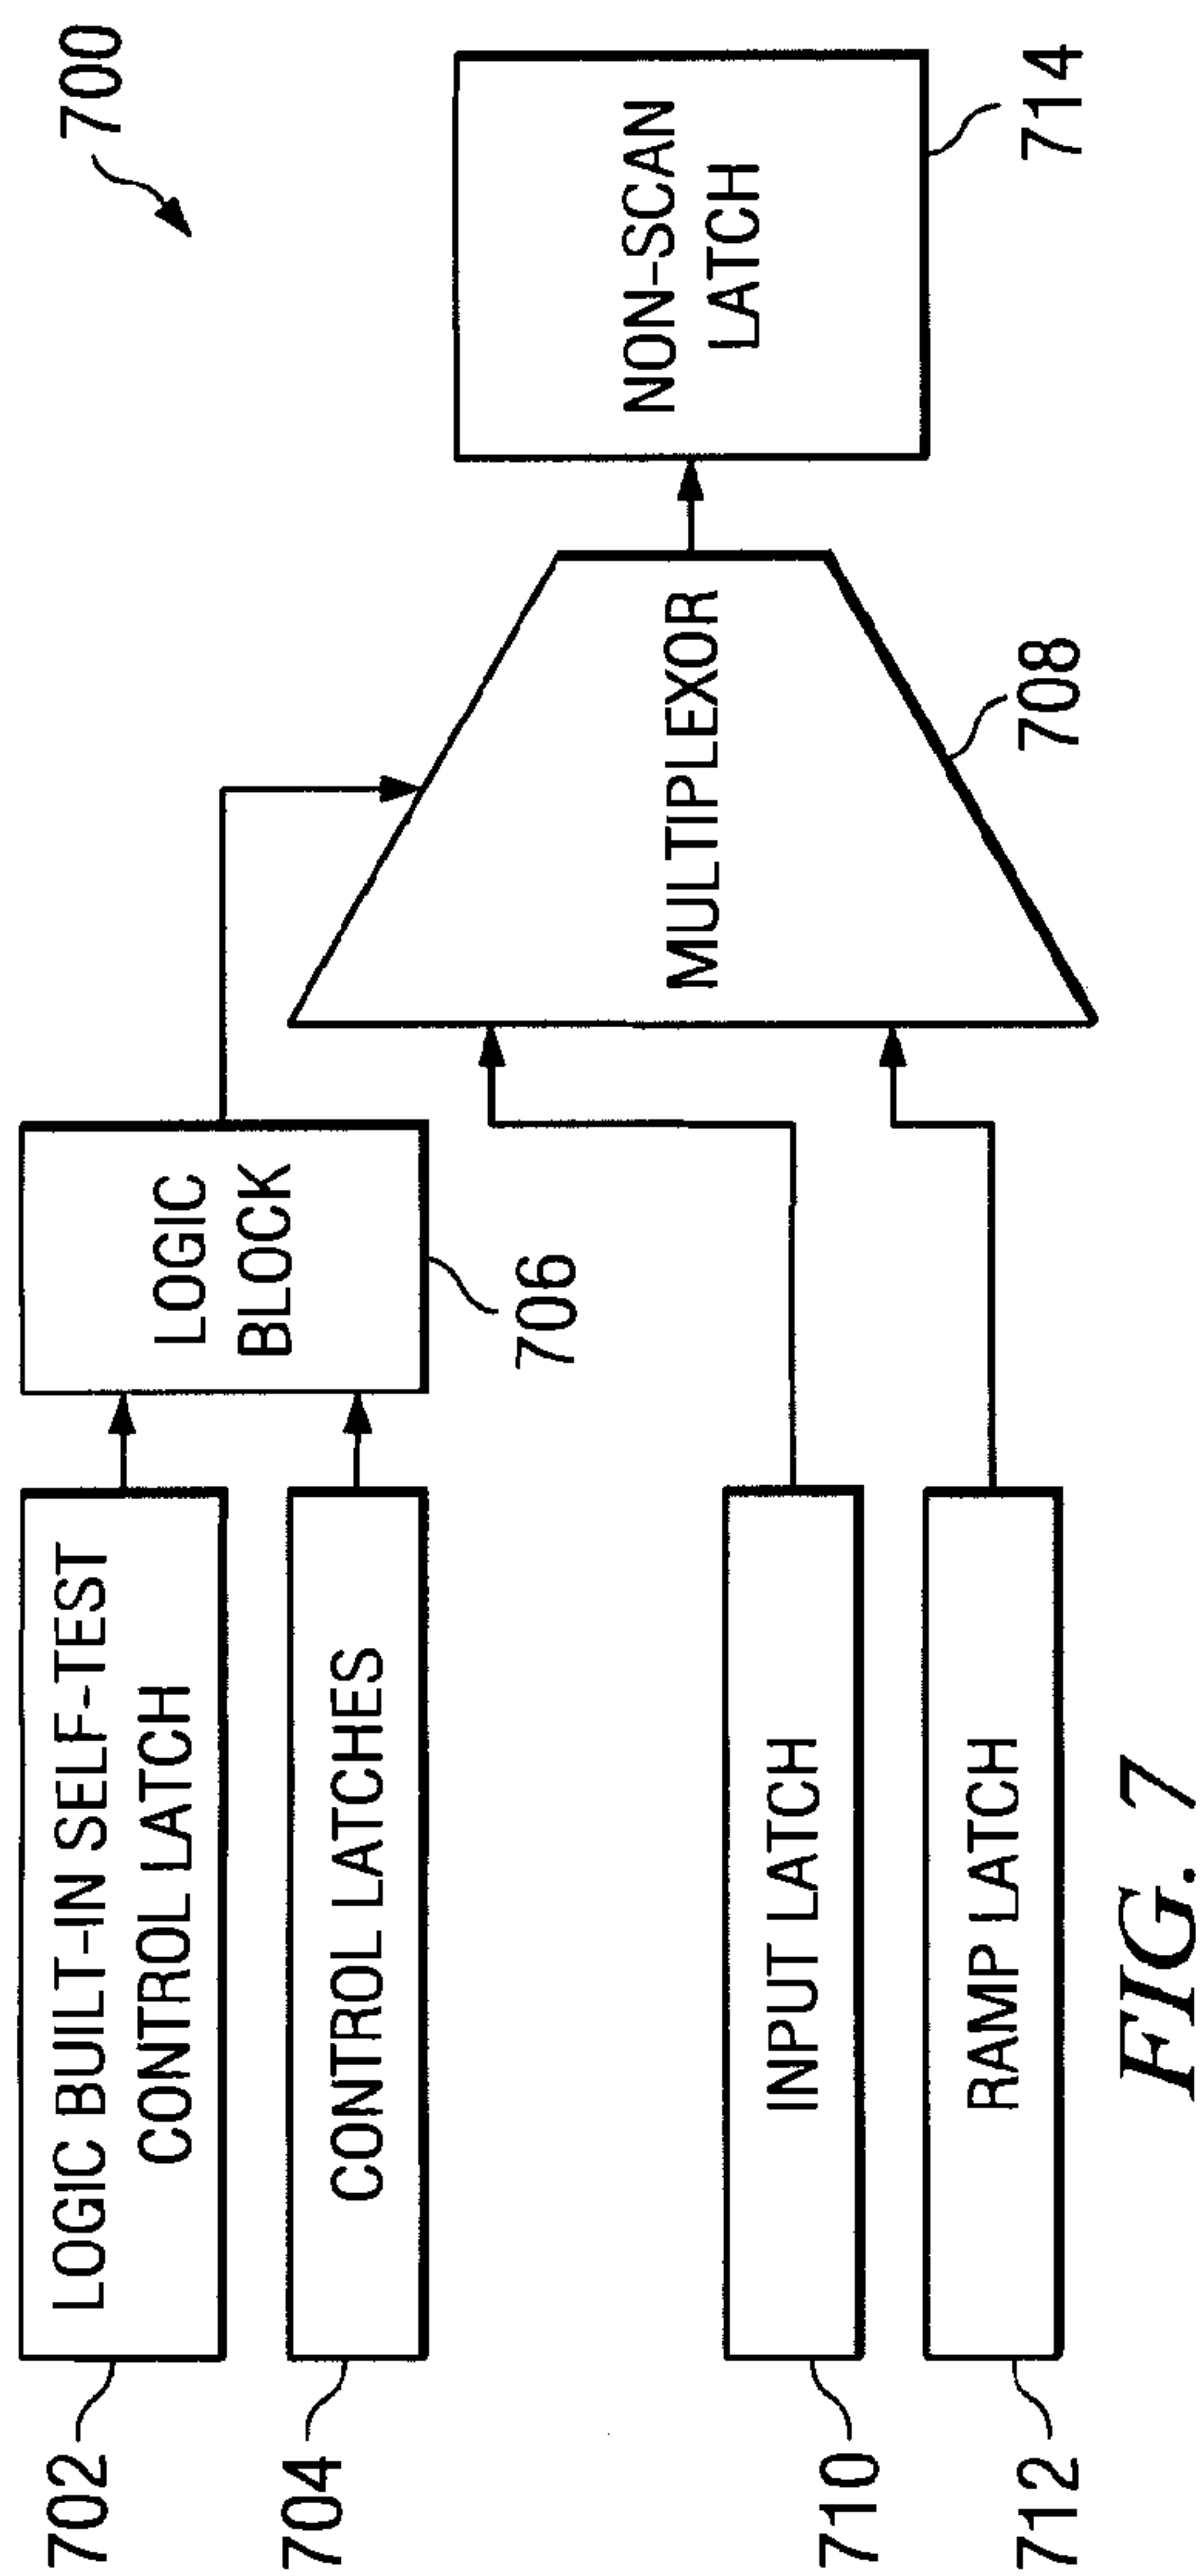 700
702
LOGIC BUILT-IN SELF-TEST
CONTROL LATCH
LOGIC
BLOCK
704
CONTROL LATCHES
706
MULTIPLEXOR
NON-SCAN
LATCH
710
INPUT LATCH
712
RAMP LATCH
708
714
FIG. 7